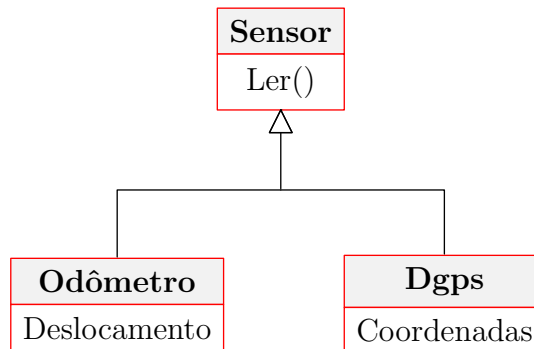 Sensor
Ler()
Odômetro
Deslocamento
Dgps
Coordenadas